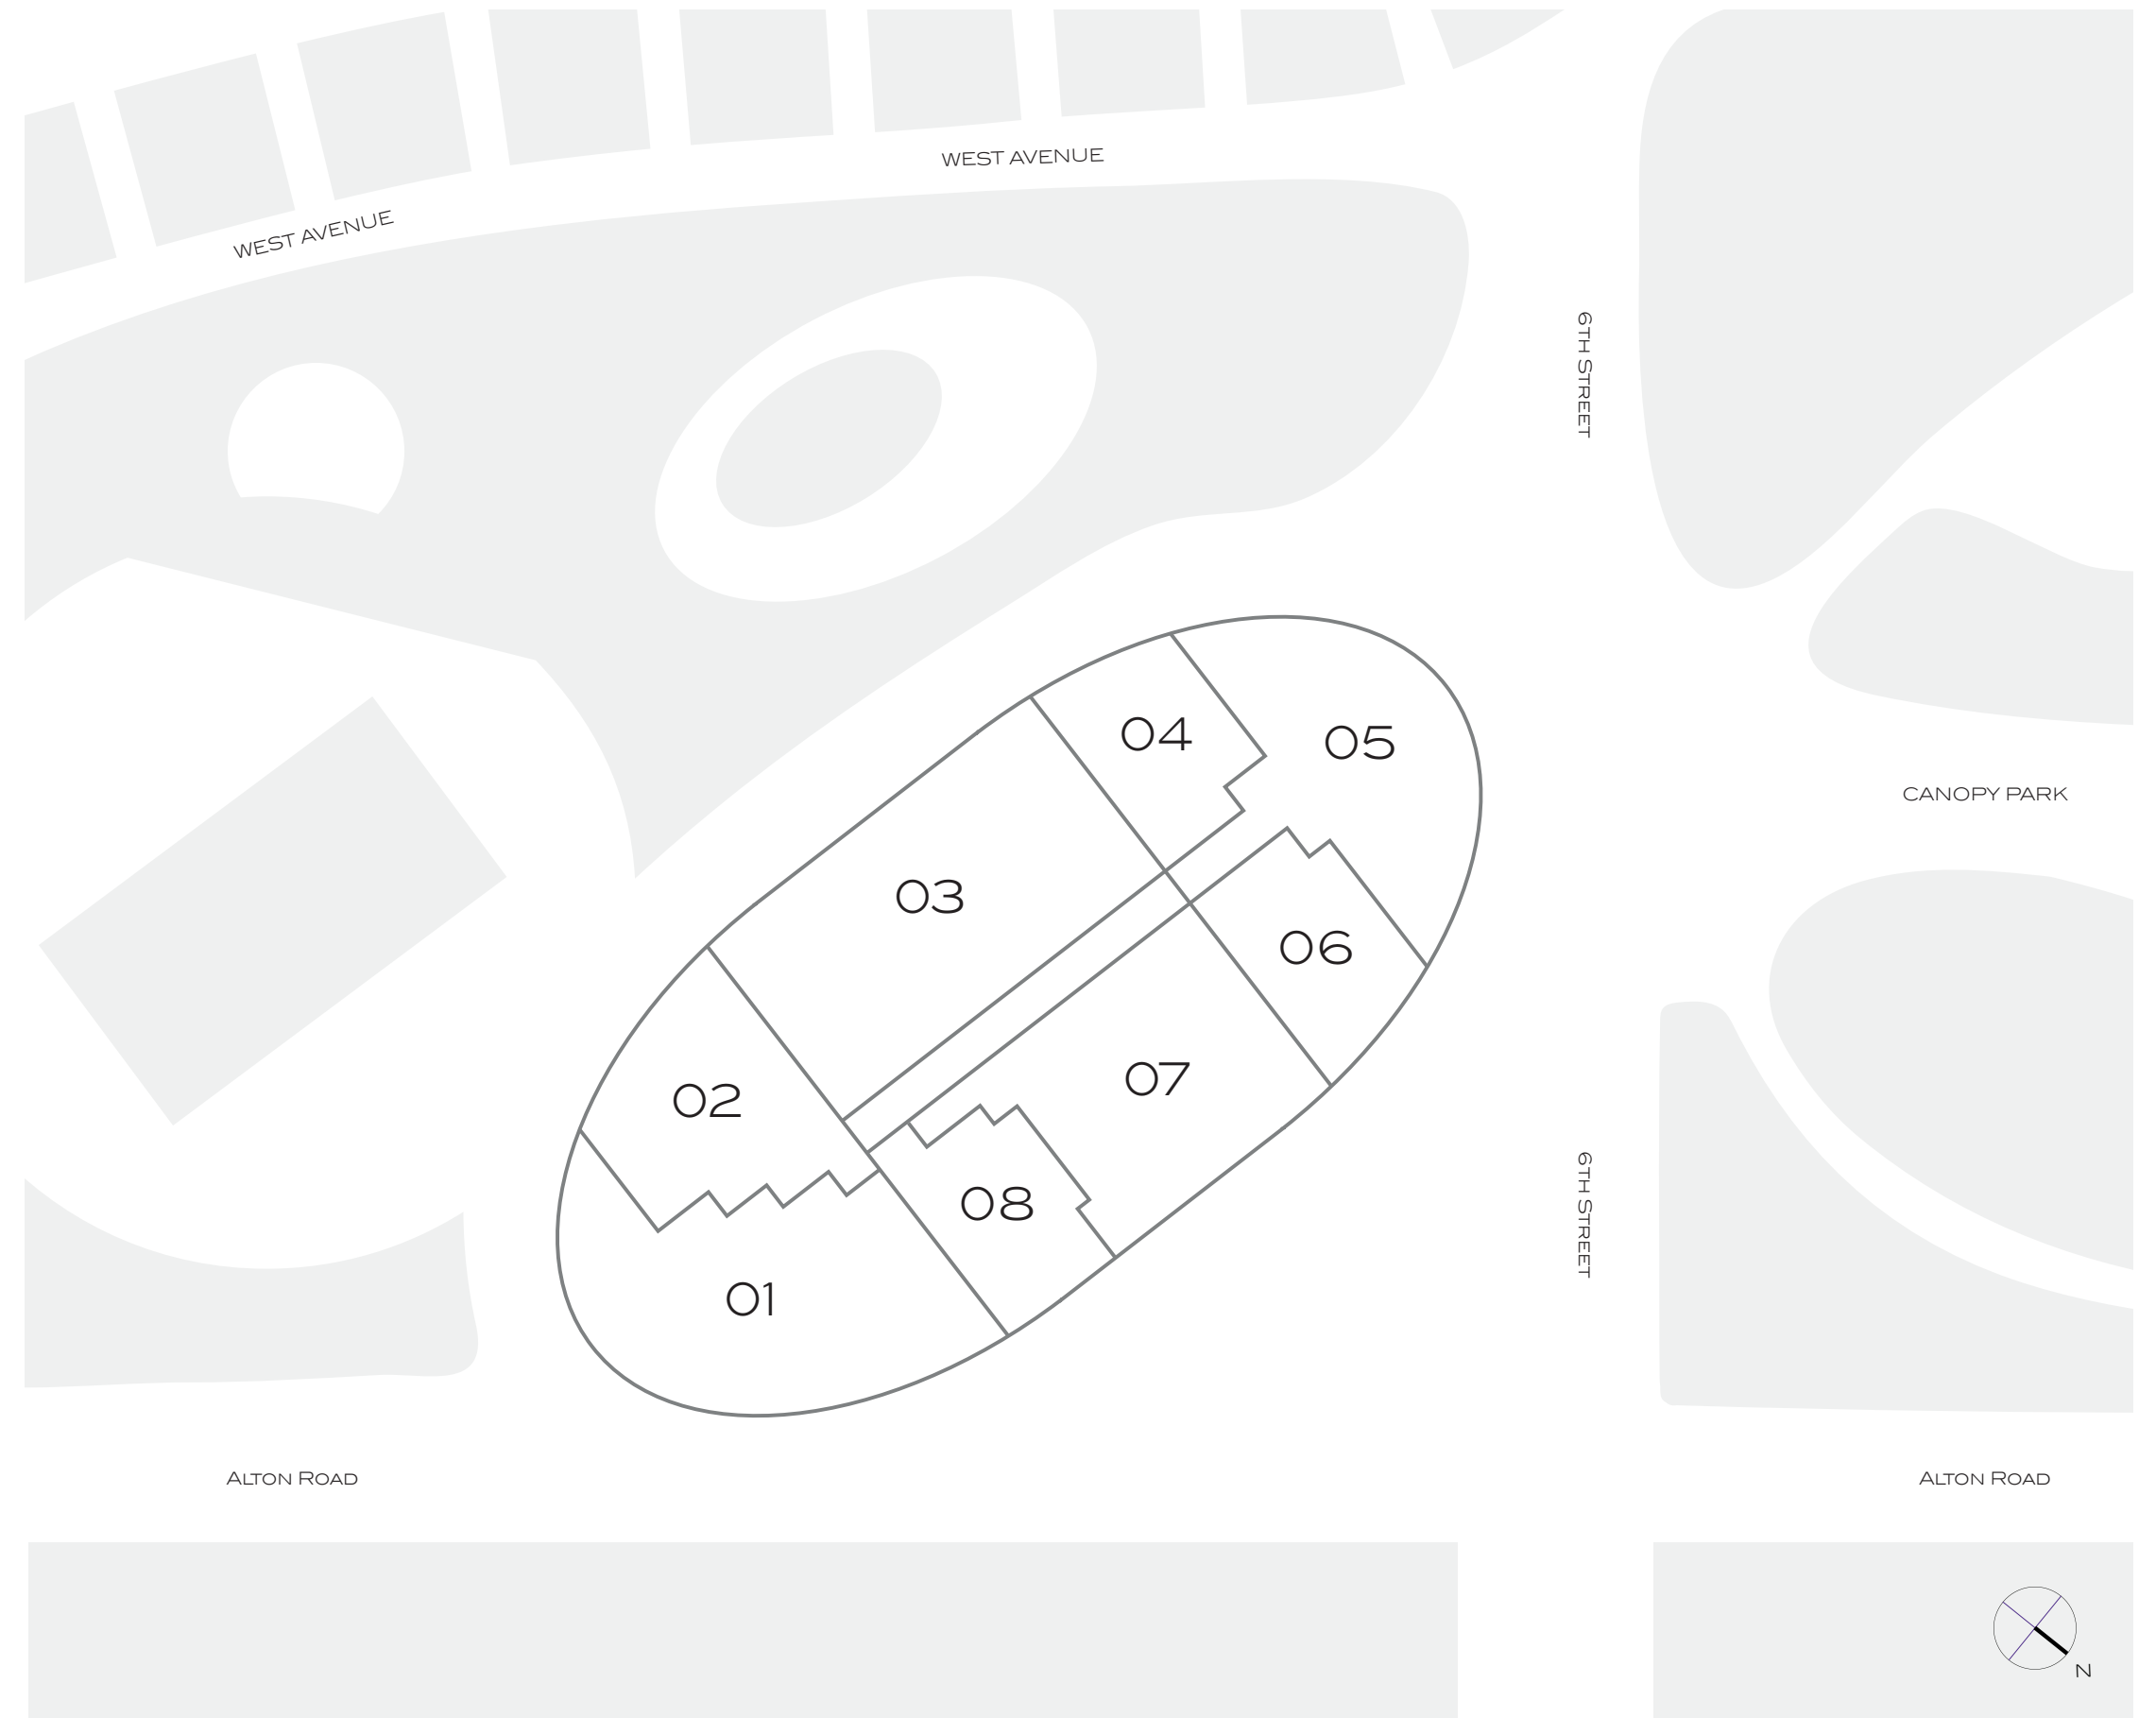 WEST AVENUE
WEST AVENUE
6TH STREET
04
05
CANOPY PARK
03
06
07
02
08
6TH STREET
01
ALTON ROAD
ALTON ROAD
N